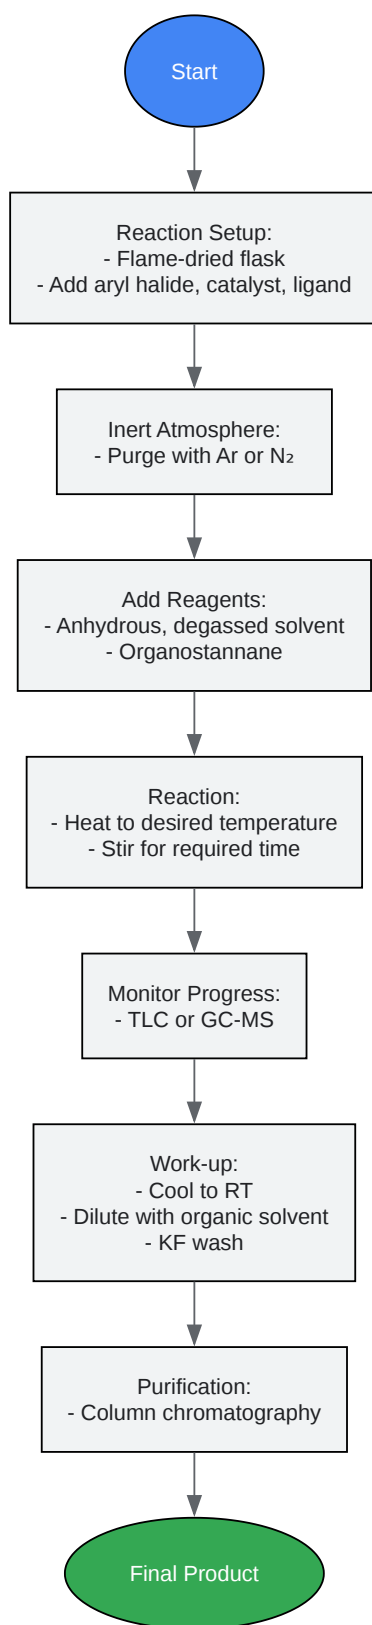 Start
Reaction Setup:
- Flame-dried flask
- Add aryl halide, catalyst, ligand
Inert Atmosphere:
- Purge with Ar or N₂
Add Reagents:
- Anhydrous, degassed solvent
- Organostannane
Reaction:
- Heat to desired temperature
- Stir for required time
Monitor Progress:
- TLC or GC-MS
Work-up:
- Cool to RT
- Dilute with organic solvent
- KF wash
Purification:
- Column chromatography
Final Product